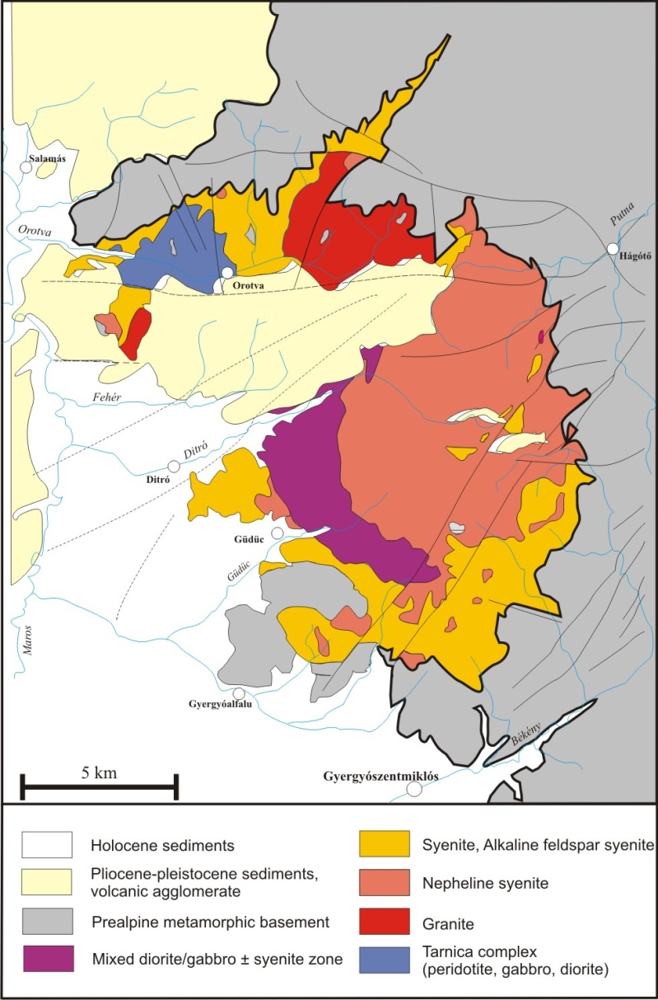 Salamás
Orotva
Putna
Hágótő
Orotva
Fehér
Ditró
Ditró
Güdüc
Güdüc
Maros
Gyergyóalfalu
Békény
Gyergyószentmiklós
5 km
Holocene sediments
Pliocene-pleistocene sediments,
volcanic agglomerate
Prealpine metamorphic basement
Mixed diorite/gabbro ± syenite zone
Syenite, Alkaline feldspar syenite
Nepheline syenite
Granite
Tarnica complex
(peridotite, gabbro, diorite)